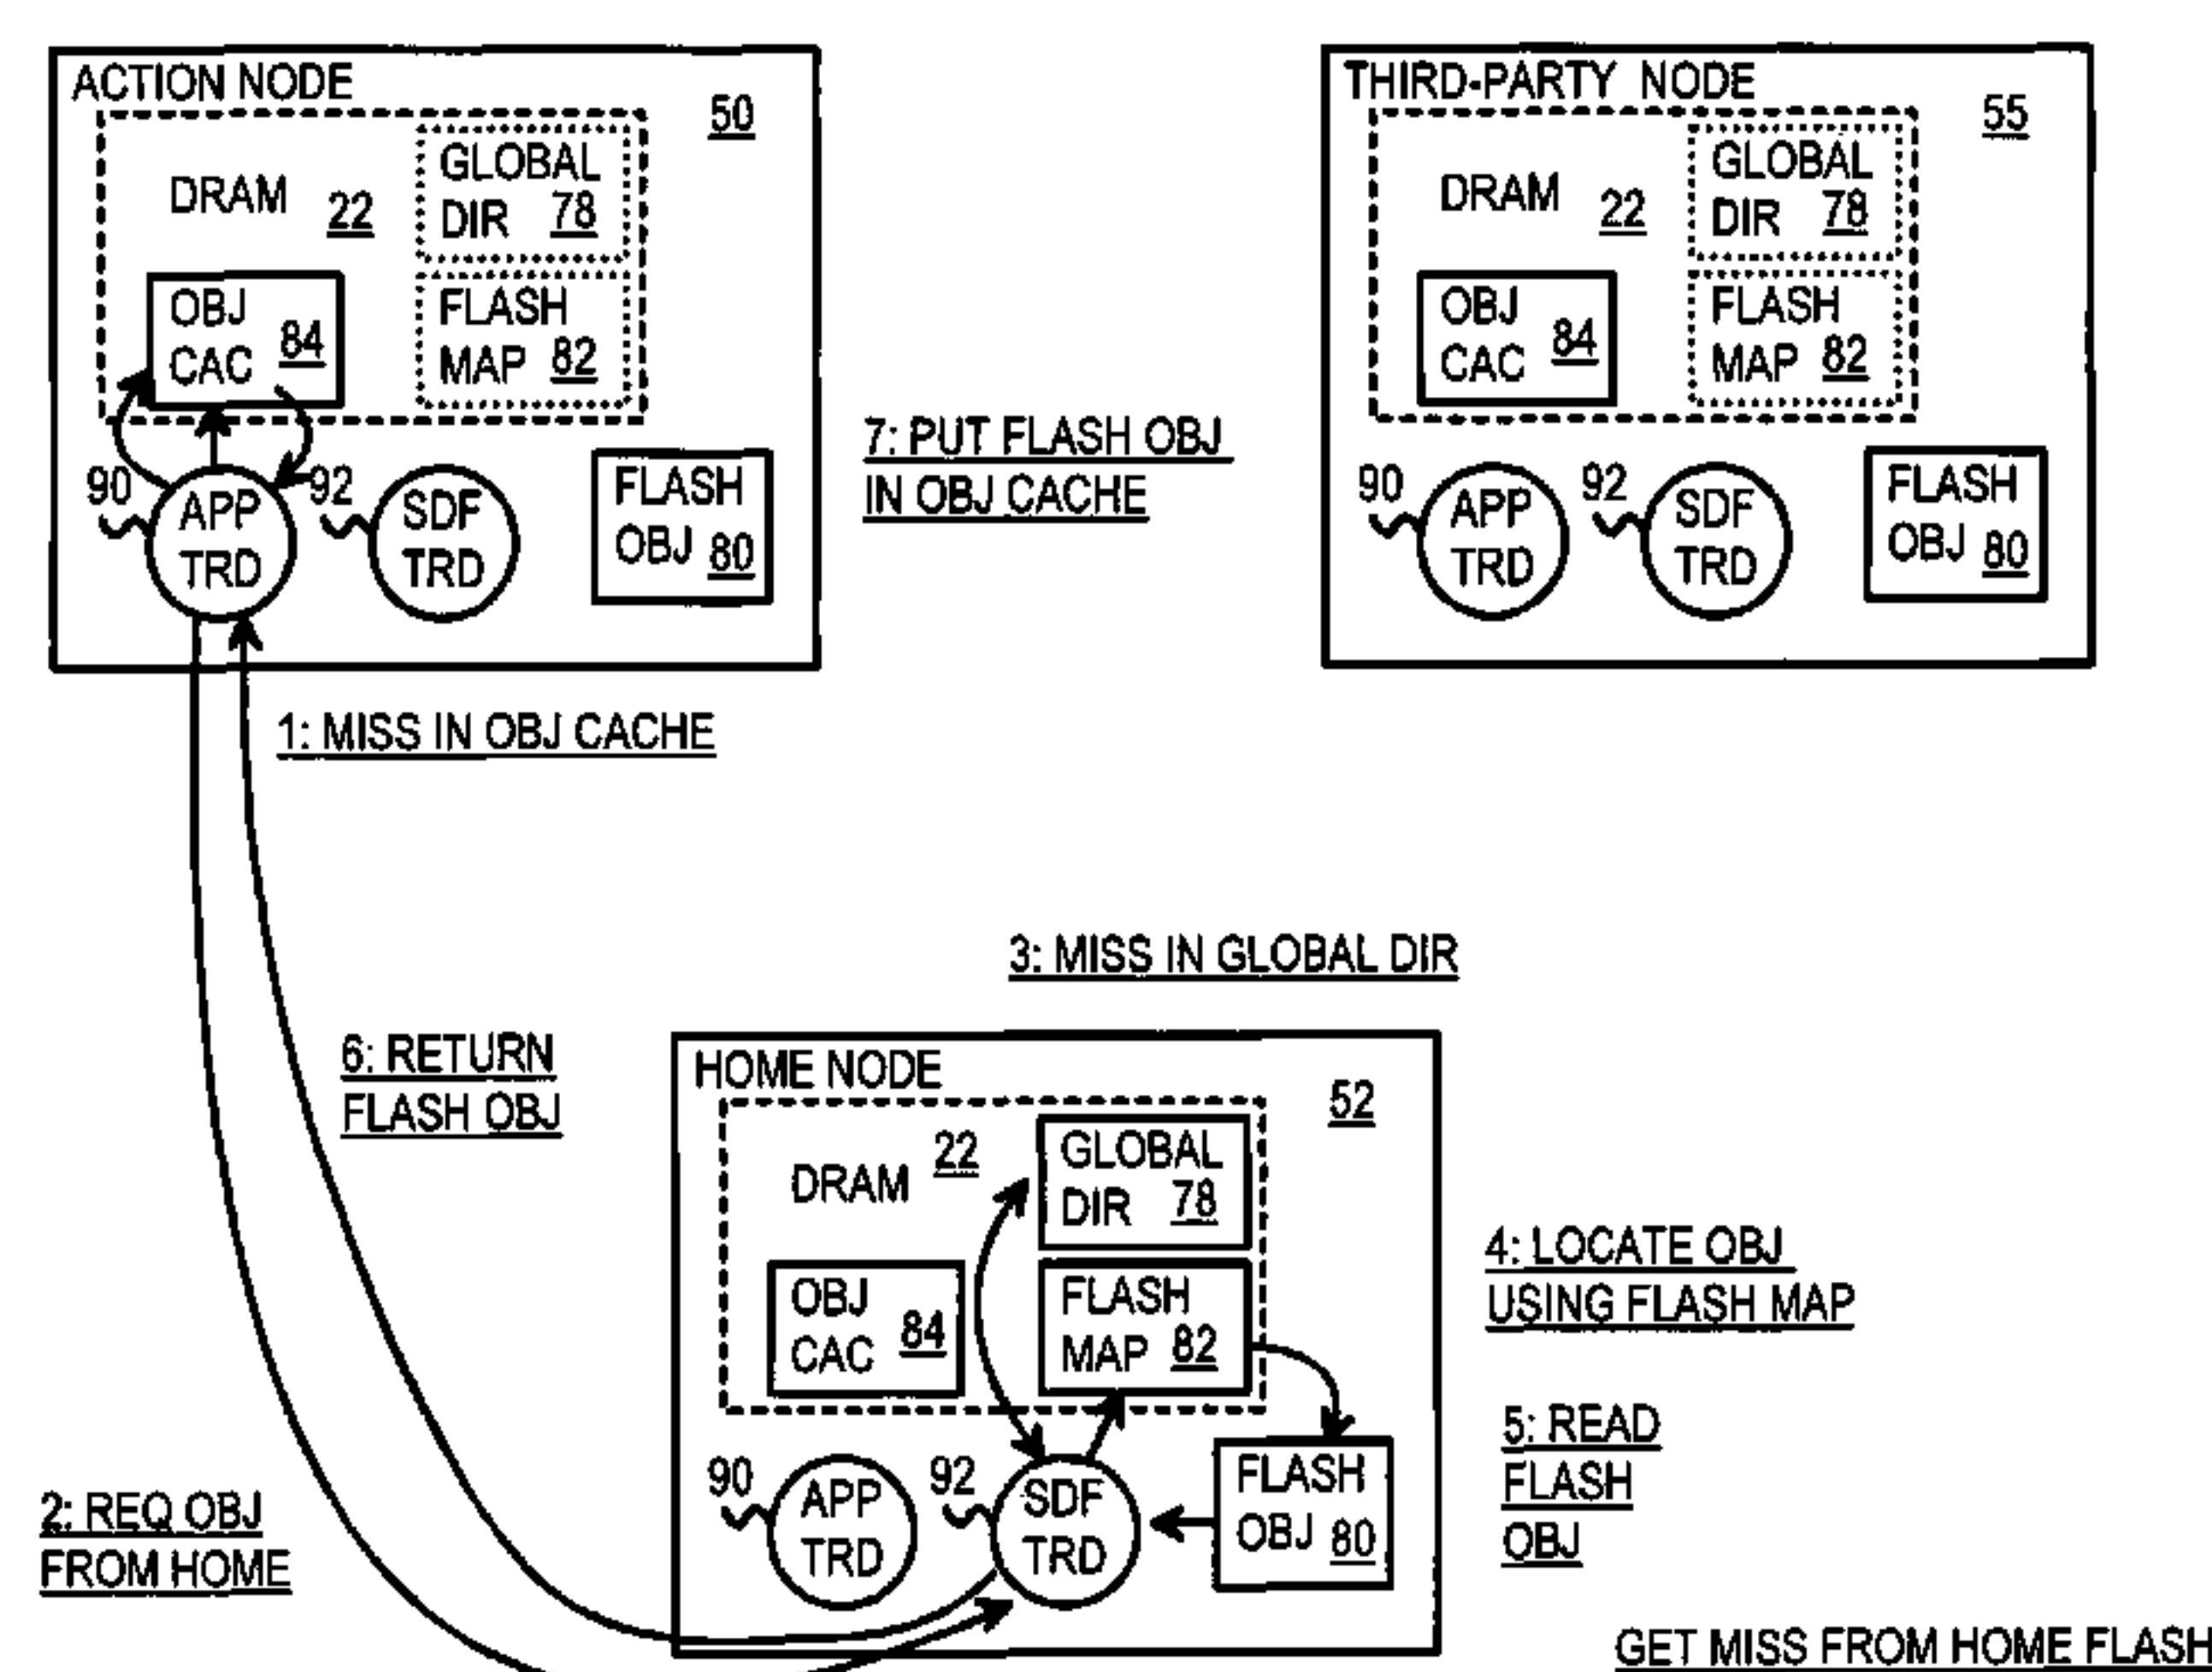 ACTION NODE
50
DRAM 22
GLOBAL
DIR 78
OBJ
CAC 84
FLASH
MAP 82
90
APP
TRD
92
SDF
TRD
FLASH
OBJ 80
7: PUT FLASH OBJ
IN OBJ CACHE
THIRD-PARTY NODE
55
DRAM 22
GLOBAL
DIR 78
OBJ
CAC 84
FLASH
MAP 82
90
APP
TRD
92
SDF
TRD
FLASH
OBJ 80
1: MISS IN OBJ CACHE
3: MISS IN GLOBAL DIR
6: RETURN
FLASH OBJ
HOME NODE
52
DRAM 22
GLOBAL
DIR 78
OBJ
CAC 84
FLASH
MAP 82
90
APP
TRD
92
SDF
TRD
FLASH
OBJ 80
4: LOCATE OBJ
USING FLASH MAP
5: READ
FLASH
OBJ
2: REQ OBJ
FROM HOME
GET MISS FROM HOME FLASH